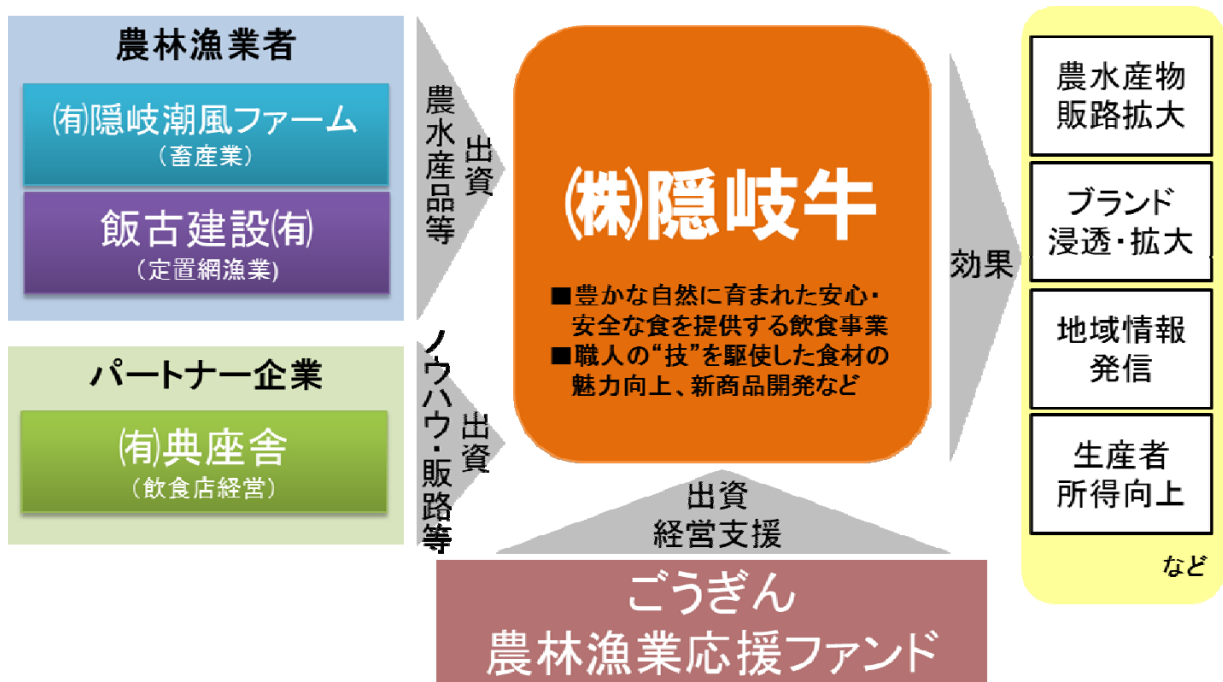 農林漁業者
㈲隠岐潮風ファーム
（畜産業）
飯古建設㈲
（定置網漁業)
農水産品等
出資
パートナー企業
㈲典座舎
（飲食店経営）
ノウハウ・販路等
出資
㈱隠岐牛
■豊かな自然に育まれた安心・
安全な食を提供する飲食事業
■職人の“技”を駆使した食材の
魅力向上、新商品開発など
出資
経営支援
ごうぎん
農林漁業応援ファンド
効果
農水産物
販路拡大
ブランド
浸透・拡大
地域情報
発信
生産者
所得向上
など